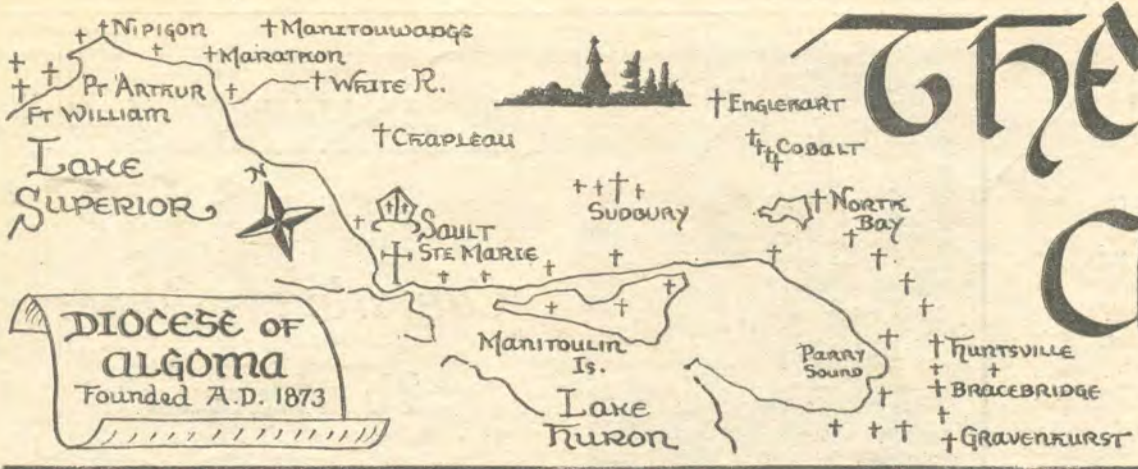 NIPIGON
MANITOUWADGE
MARATHON
PT ARTHUR
WHITE R.
FT WILLIAM
ENGLEHART
THE
CHAPLEAU
COBALT
LAKE
SUPERIOR
N
SUDBURY
NORTH
BAY
SAULT
STE MARIE
C
DIOCESE OF
ALGOMA
Founded A.D. 1873
MANITOULIN
IS.
PARRY
SOUND
HUNTSVILLE
BRACEBRIDGE
LAKE
HURON
GRAVENHURST